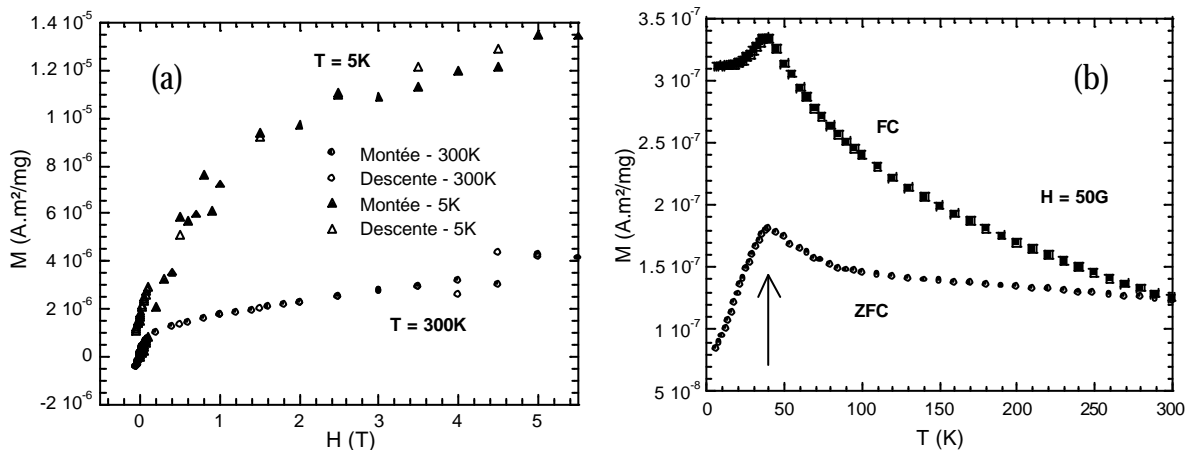 1.4 10⁻⁵
1.2 10⁻⁵
1 10⁻⁵
8 10⁻⁶
6 10⁻⁶
4 10⁻⁶
2 10⁻⁶
0
-2 10⁻⁶
M (A.m²/mg)
(a)
T = 5K
Montée - 300K
Descente - 300K
Montée - 5K
Descente - 5K
T = 300K
0 1 2 3 4 5
H (T)
3.5 10⁻⁷
3 10⁻⁷
2.5 10⁻⁷
2 10⁻⁷
1.5 10⁻⁷
1 10⁻⁷
5 10⁻⁸
M (A.m²/mg)
(b)
FC
H = 50G
ZFC
0 50 100 150 200 250 300
T (K)